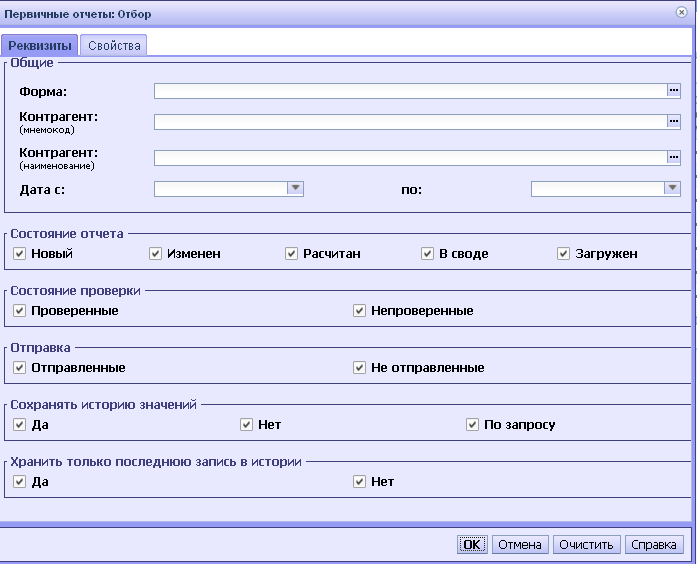 Первичные отчеты: Отбор
Реквизиты Свойства
Общие
Форма: ...
Контрагент: ...
(мнемокод)
Контрагент: ...
(наименование)
Дата с: по:
Состояние отчета
Новый Изменен Расчитан В своде Загружен
Состояние проверки
Проверенные Непроверенные
Отправка
Отправленные Не отправленные
Сохранять историю значений
Да Нет По запросу
Хранить только последнюю запись в истории
Да Нет
OK Отмена Очистить Справка